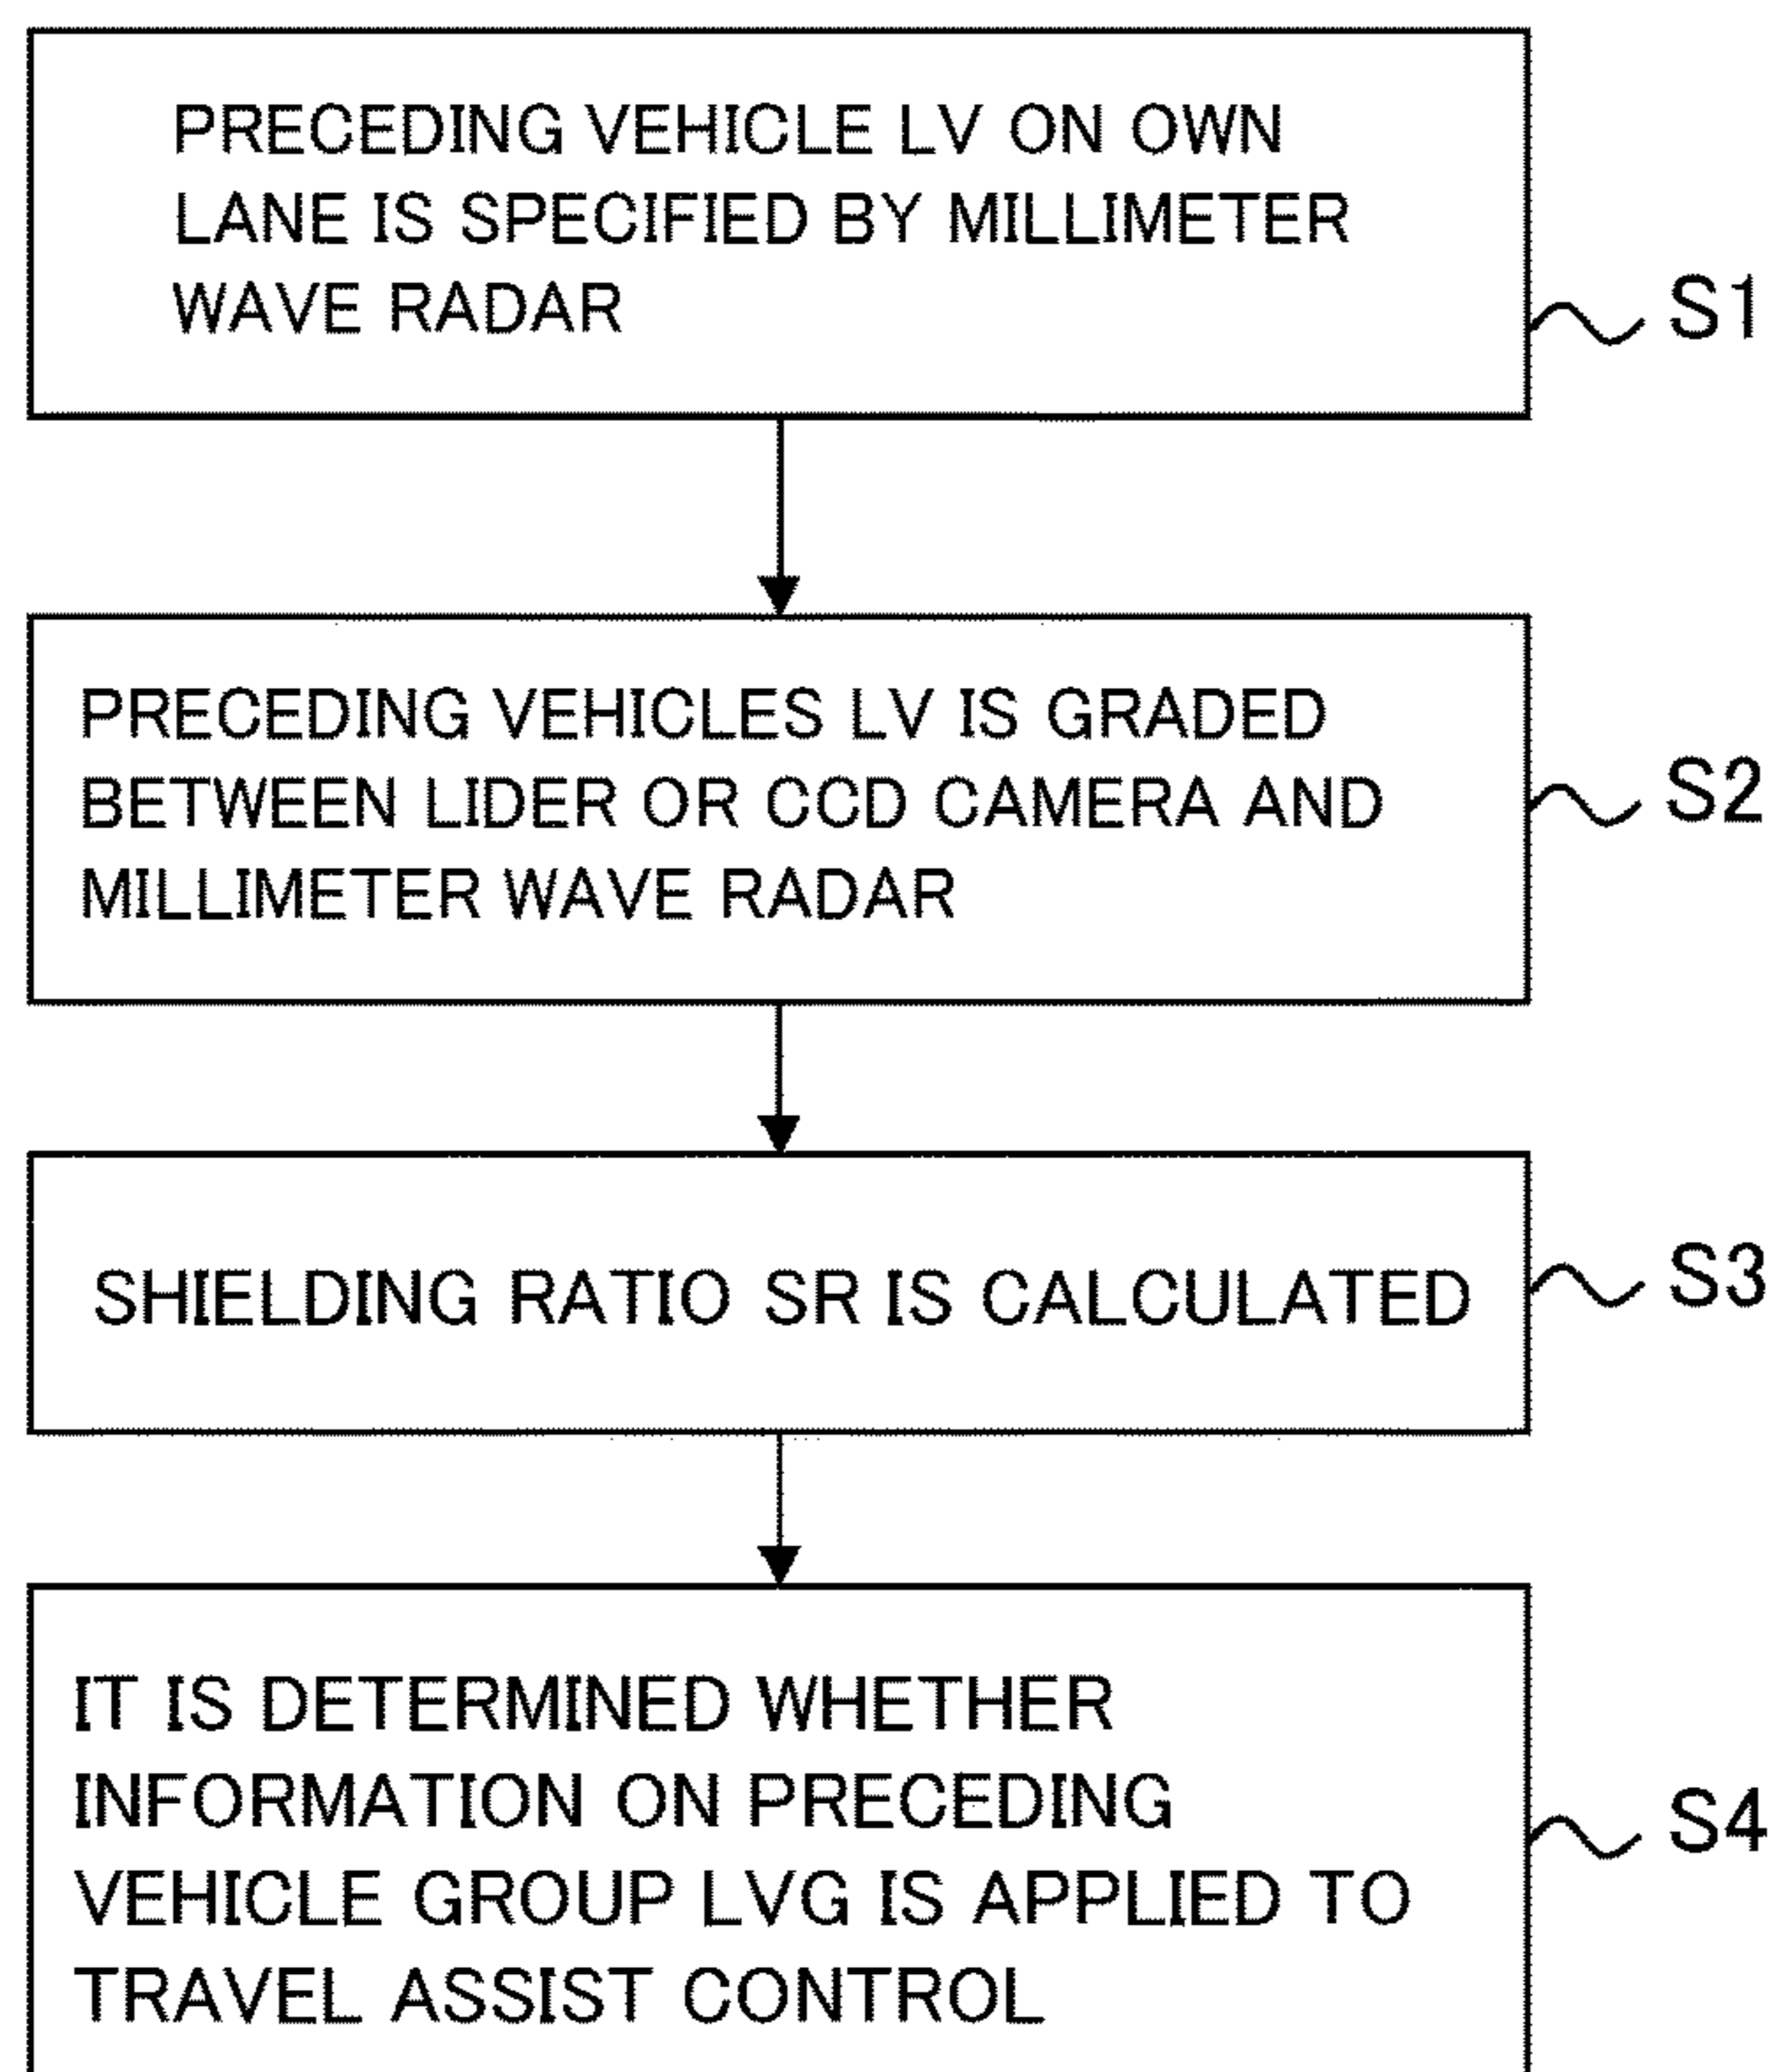 PRECEDING VEHICLE LV ON OWN
LANE IS SPECIFIED BY MILLIMETER
WAVE RADAR
S1
PRECEDING VEHICLES LV IS GRADED
BETWEEN LIDER OR CCD CAMERA AND
MILLIMETER WAVE RADAR
S2
SHIELDING RATIO SR IS CALCULATED
S3
IT IS DETERMINED WHETHER
INFORMATION ON PRECEDING
VEHICLE GROUP LVG IS APPLIED TO
TRAVEL ASSIST CONTROL
S4